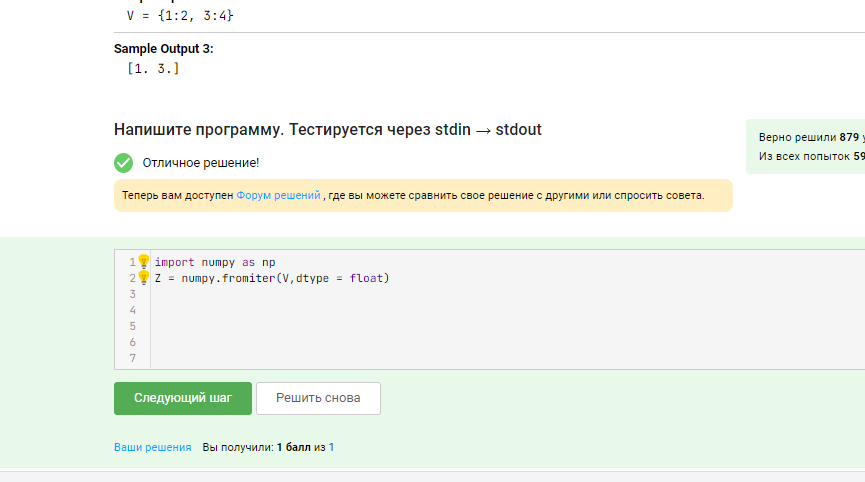 V = {1:2, 3:4}
Sample Output 3:
[1. 3.]
Напишите программу. Тестируется через stdin → stdout
Верно решили 879
Из всех попыток 59
Отличное решение!
Теперь вам доступен Форум решений , где вы можете сравнить свое решение с другими или спросить совета.
1 import numpy as np
2 Z = numpy.fromiter(V,dtype = float)
3
4
5
6
7
Следующий шаг Решить снова
Ваши решения Вы получили: 1 балл из 1